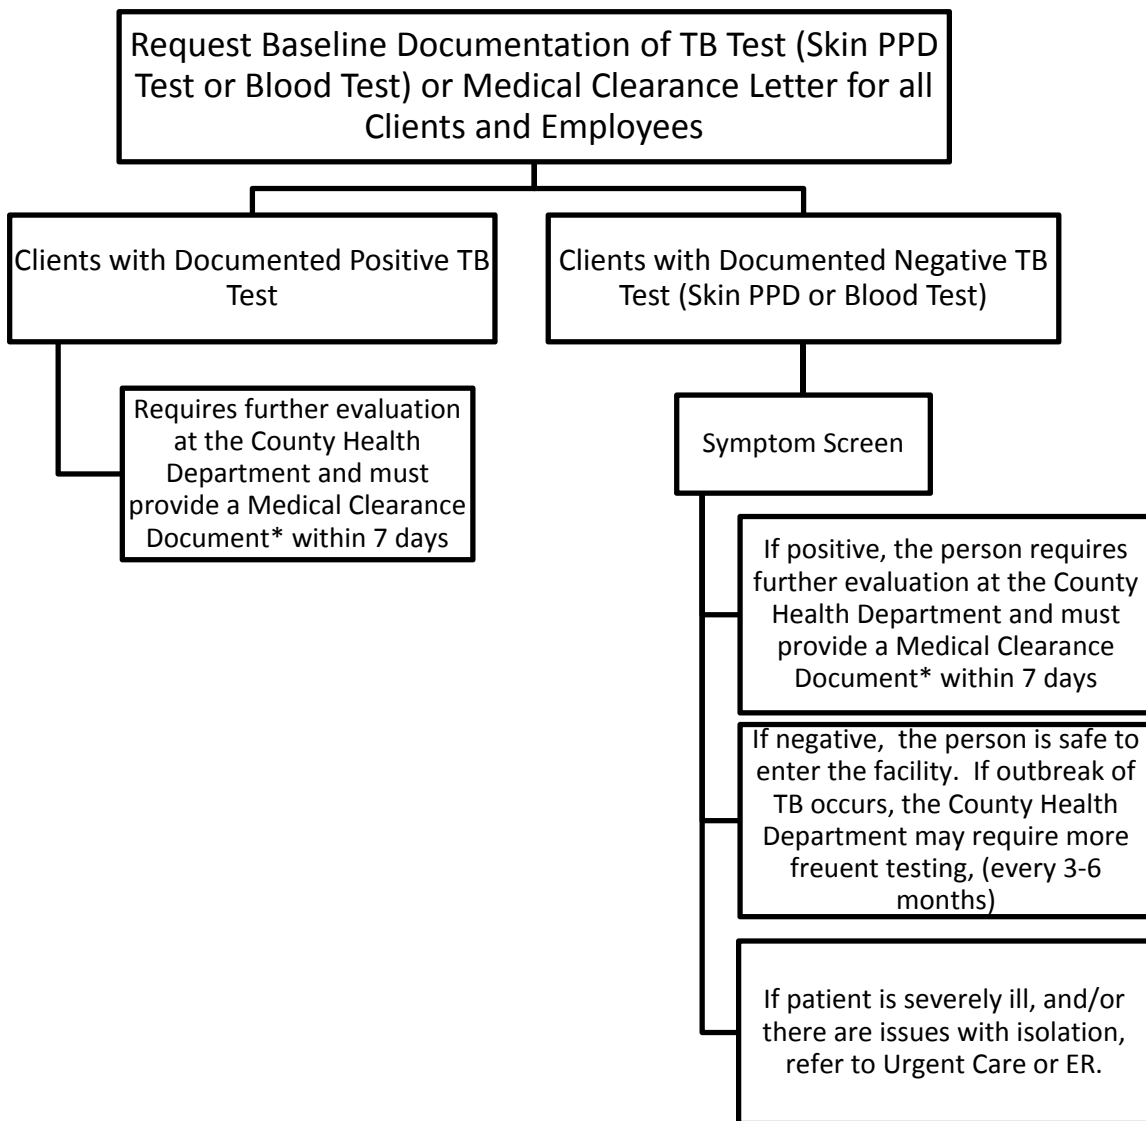 Request Baseline Documentation of TB Test (Skin PPD
Test or Blood Test) or Medical Clearance Letter for all
Clients and Employees
Clients with Documented Positive TB
Test
Requires further evaluation
at the County Health
Department and must
provide a Medical Clearance
Document* within 7 days
Clients with Documented Negative TB
Test (Skin PPD or Blood Test)
Symptom Screen
If positive, the person requires
further evaluation at the County
Health Department and must
provide a Medical Clearance
Document* within 7 days
If negative,  the person is safe to
enter the facility.  If outbreak of
TB occurs, the County Health
Department may require more
freuent testing, (every 3-6
months)
If patient is severely ill, and/or
there are issues with isolation,
refer to Urgent Care or ER.